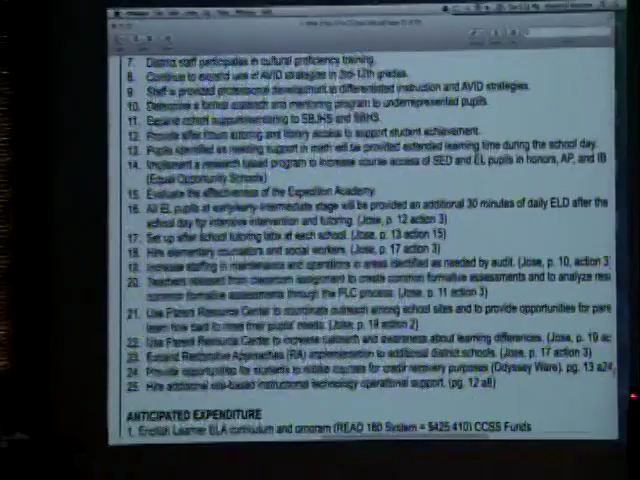 7. District staff participates in cultural proficiency training.
8. Continue to expand use of AVID strategies in 3rd-12th grades.
9. Staff is provided professional development in differentiated instruction and AVID strategies.
10. Determine a formal outreach and mentoring program to underrepresented pupils.
11. Expand cohort support/mentoring to SBJHS and SBHS.
12. Provide after hours tutoring and library access to support student achievement.
13. Pupils identified as needing support in math will be provided extended learning time during the school day.
14. Implement a research based program to increase course access of SED and EL pupils in honors, AP, and IB
(Equal Opportunity Schools)
15. Evaluate the effectiveness of the Expedition Academy.
16. All EL pupils at early/early-intermediate stage will be provided an additional 30 minutes of daily ELD after the
school day for intensive intervention and tutoring. (Jose, p. 12 action 3)
17. Set up after school tutoring labs at each school. (Jose, p. 13 action 15)
18. Hire elementary counselors and social workers. (Jose, p. 17 action 3)
19. Increase staffing in maintenance and operations in areas identified as needed by audit. (Jose, p. 10, action 3
20. Teachers released from classroom assignment to create common formative assessments and to analyze resu
common formative assessments through the PLC process. (Jose, p. 11 action 3)
21. Use Parent Resource Center to coordinate outreach among school sites and to provide opportunities for pare
learn how best to meet their pupils' needs. (Jose, p. 19 action 2)
22. Use Parent Resource Center to increase outreach and awareness about learning differences. (Jose, p. 19 ac
23. Expand Restorative Approaches (RA) implementation to additional district schools. (Jose, p. 17 action 3)
24. Provide opportunities for students to retake courses for credit recovery purposes (Odyssey Ware). pg. 13 a24,
25. Hire additional site-based instructional technology operational support. (pg. 12 a8)
ANTICIPATED EXPENDITURE
1. English Learner ELA curriculum and program (READ 180 System = $425,410) CCSS Funds